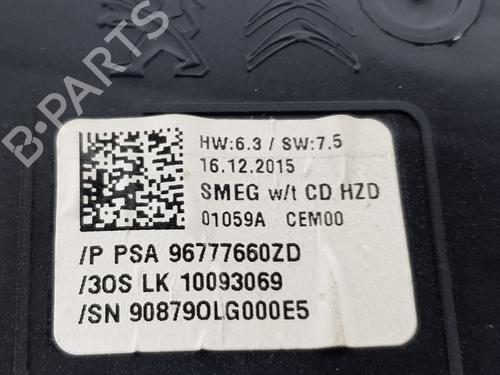 HW:6.3 / SW:7.5
16.12.2015
SMEG w/t CD HZD
01059A CEM00
/P PSA 96777660ZD
/3OS LK 10093069
/SN 90879OLG000E5
B-PARTS